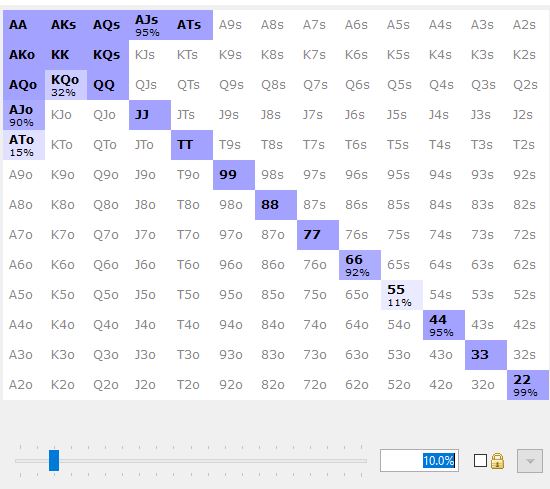 AA AKs AQs AJs 95% ATs A9s A8s A7s A6s A5s A4s A3s A2s
AKo KK KQs KJs KTs K9s K8s K7s K6s K5s K4s K3s K2s
AQo KQo 32% QQ QJs QTs Q9s Q8s Q7s Q6s Q5s Q4s Q3s Q2s
AJo 90% KJo QJo JJ JTs J9s J8s J7s J6s J5s J4s J3s J2s
ATo 15% KTo QTo JTo TT T9s T8s T7s T6s T5s T4s T3s T2s
A9o K9o Q9o J9o T9o 99 98s 97s 96s 95s 94s 93s 92s
A8o K8o Q8o J8o T8o 98o 88 87s 86s 85s 84s 83s 82s
A7o K7o Q7o J7o T7o 97o 87o 77 76s 75s 74s 73s 72s
A6o K6o Q6o J6o T6o 96o 86o 76o 66 92% 65s 64s 63s 62s
A5o K5o Q5o J5o T5o 95o 85o 75o 65o 55 11% 54s 53s 52s
A4o K4o Q4o J4o T4o 94o 84o 74o 64o 54o 44 95% 43s 42s
A3o K3o Q3o J3o T3o 93o 83o 73o 63o 53o 43o 33 32s
A2o K2o Q2o J2o T2o 92o 82o 72o 62o 52o 42o 32o 22 99%
10.0%